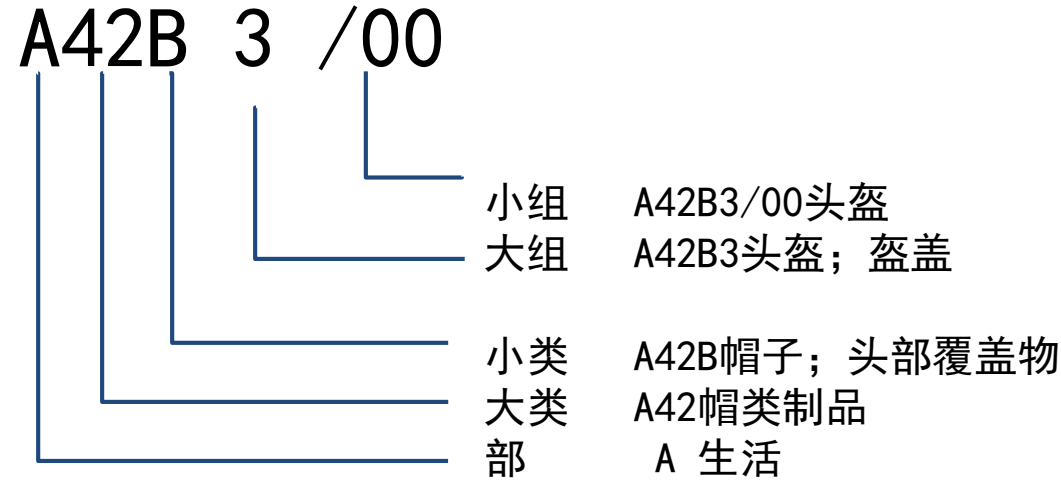 A42B 3 /00
小组 A42B3/00头盔
大组 A42B3头盔；盔盖
小类 A42B帽子；头部覆盖物
大类 A42帽类制品
部 A 生活